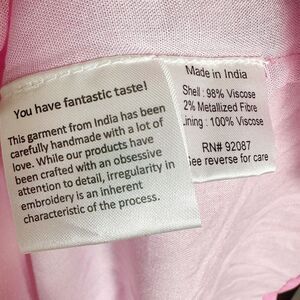 You have fantastic taste!
This garment from India has been
carefully handmade with a lot of
love. While our products have
been crafted with an obsessive
attention to detail, irregularity in
embroidery is an inherent
characteristic of the process.
Made in India
Shell : 98% Viscose
2% Metallized Fibre
ining : 100% Viscose
RN# 92087
ee reverse for care